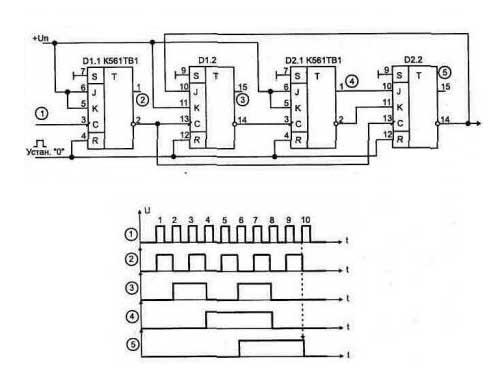 +Uп
D1.1 K561TB1
D1.2
D2.1 K561TB1
D2.2
7 S T
6 J
5 K
3 C
4 R
1
2
9 S T
10 J
11 K
13 C
12 R
15
14
7 S T
6 J
5 K
3 C
4 R
1
2
9 S T
10 J
11 K
13 C
12 R
15
14
1
2
3
4
5
Устан. "0"
U
1 2 3 4 5 6 7 8 9 10
1 t
2 t
3 t
4 t
5 t